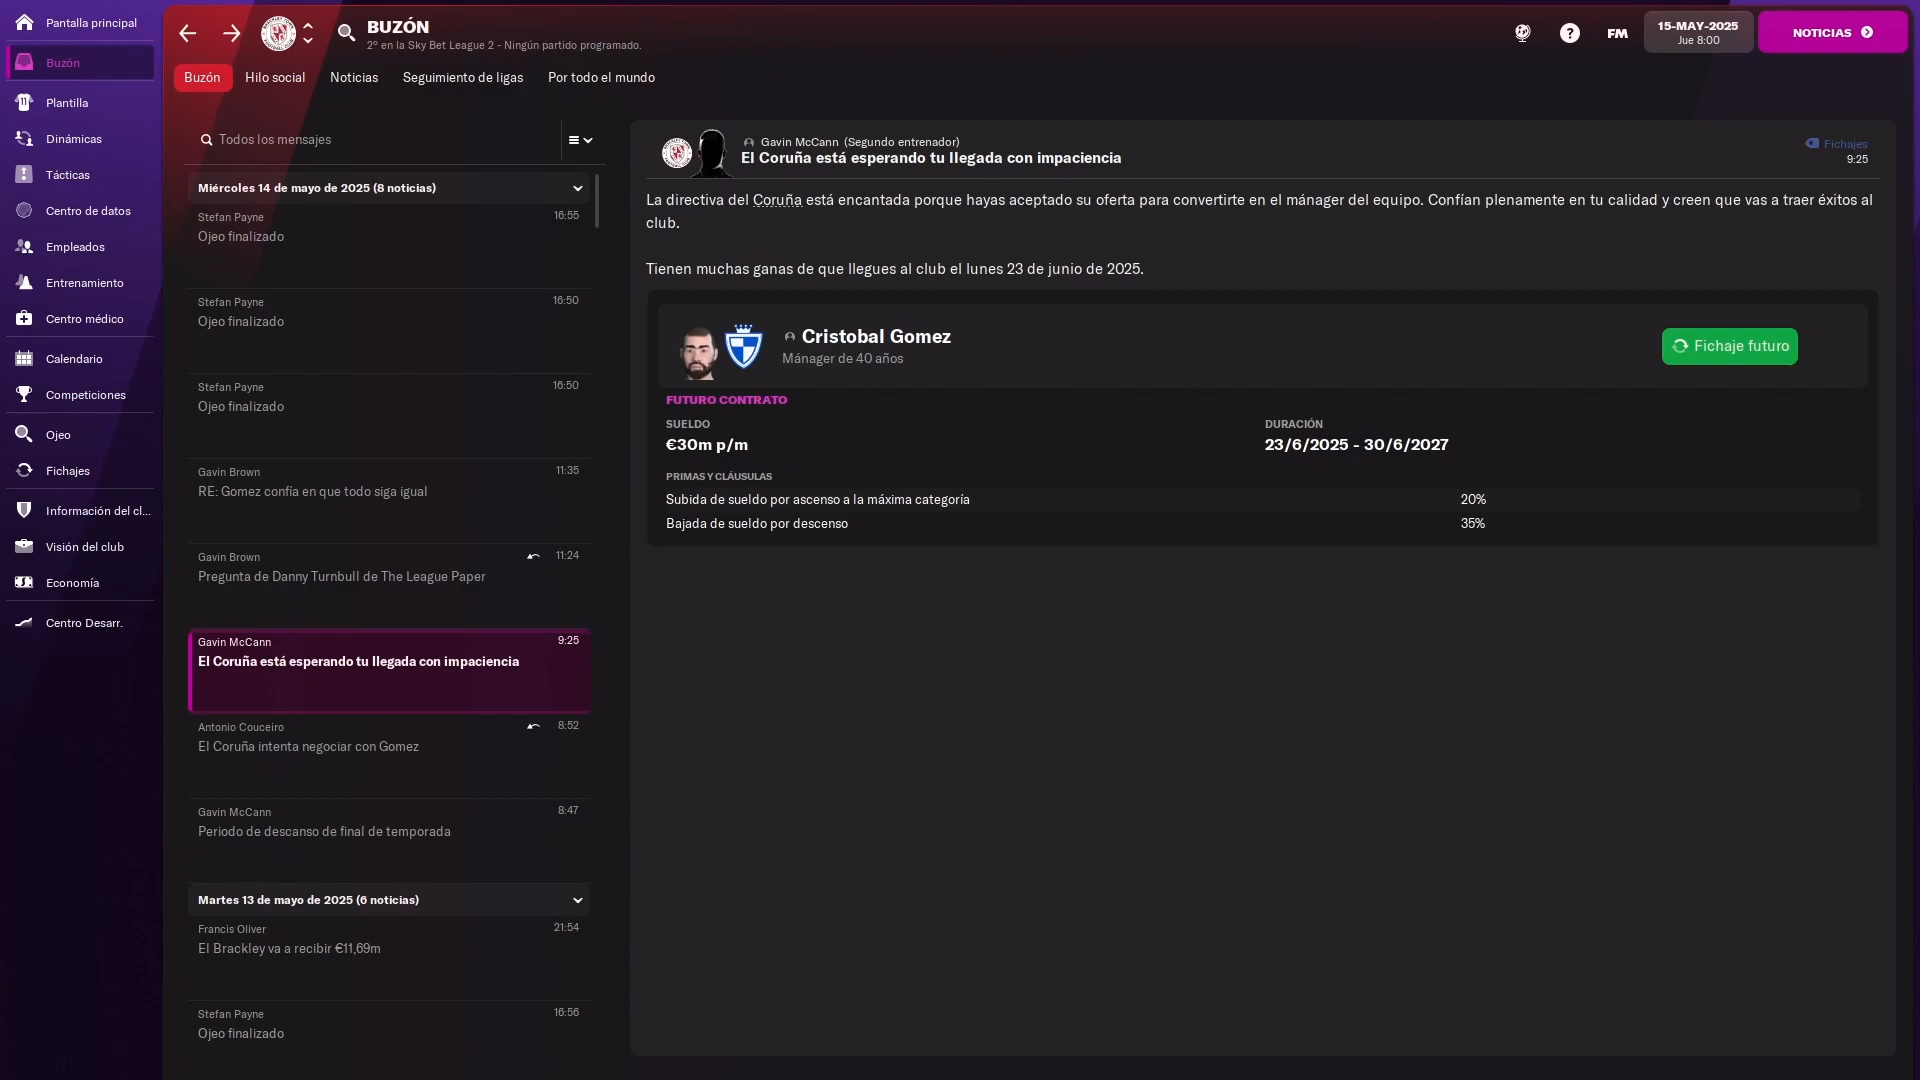 Pantalla principal
Buzón
Plantilla
Dinámicas
Tácticas
Centro de datos
Empleados
Entrenamiento
Centro médico
Calendario
Competiciones
Ojeo
Fichajes
Información del cl...
Visión del club
Economía
Centro Desarr.
BUZÓN
2º en la Sky Bet League 2 - Ningún partido programado.
FM
15-MAY-2025
Jue 8:00
NOTICIAS
Buzón Hilo social Noticias Seguimiento de ligas Por todo el mundo
Todos los mensajes
Miércoles 14 de mayo de 2025 (8 noticias)
Stefan Payne 16:55
Ojeo finalizado
Stefan Payne 16:50
Ojeo finalizado
Stefan Payne 16:50
Ojeo finalizado
Gavin Brown 11:35
RE: Gomez confía en que todo siga igual
Gavin Brown 11:24
Pregunta de Danny Turnbull de The League Paper
Gavin McCann 9:25
El Coruña está esperando tu llegada con impaciencia
Antonio Couceiro 8:52
El Coruña intenta negociar con Gomez
Gavin McCann 8:47
Periodo de descanso de final de temporada
Martes 13 de mayo de 2025 (6 noticias)
Francis Oliver 21:54
El Brackley va a recibir €11,69m
Stefan Payne 16:56
Ojeo finalizado
Gavin McCann (Segundo entrenador)
El Coruña está esperando tu llegada con impaciencia
Fichajes
9:25
La directiva del Coruña está encantada porque hayas aceptado su oferta para convertirte en el mánager del equipo. Confían plenamente en tu calidad y creen que vas a traer éxitos al
club.
Tienen muchas ganas de que llegues al club el lunes 23 de junio de 2025.
Cristobal Gomez
Mánager de 40 años
Fichaje futuro
FUTURO CONTRATO
SUELDO DURACIÓN
€30m p/m 23/6/2025 - 30/6/2027
PRIMAS Y CLÁUSULAS
Subida de sueldo por ascenso a la máxima categoría 20%
Bajada de sueldo por descenso 35%